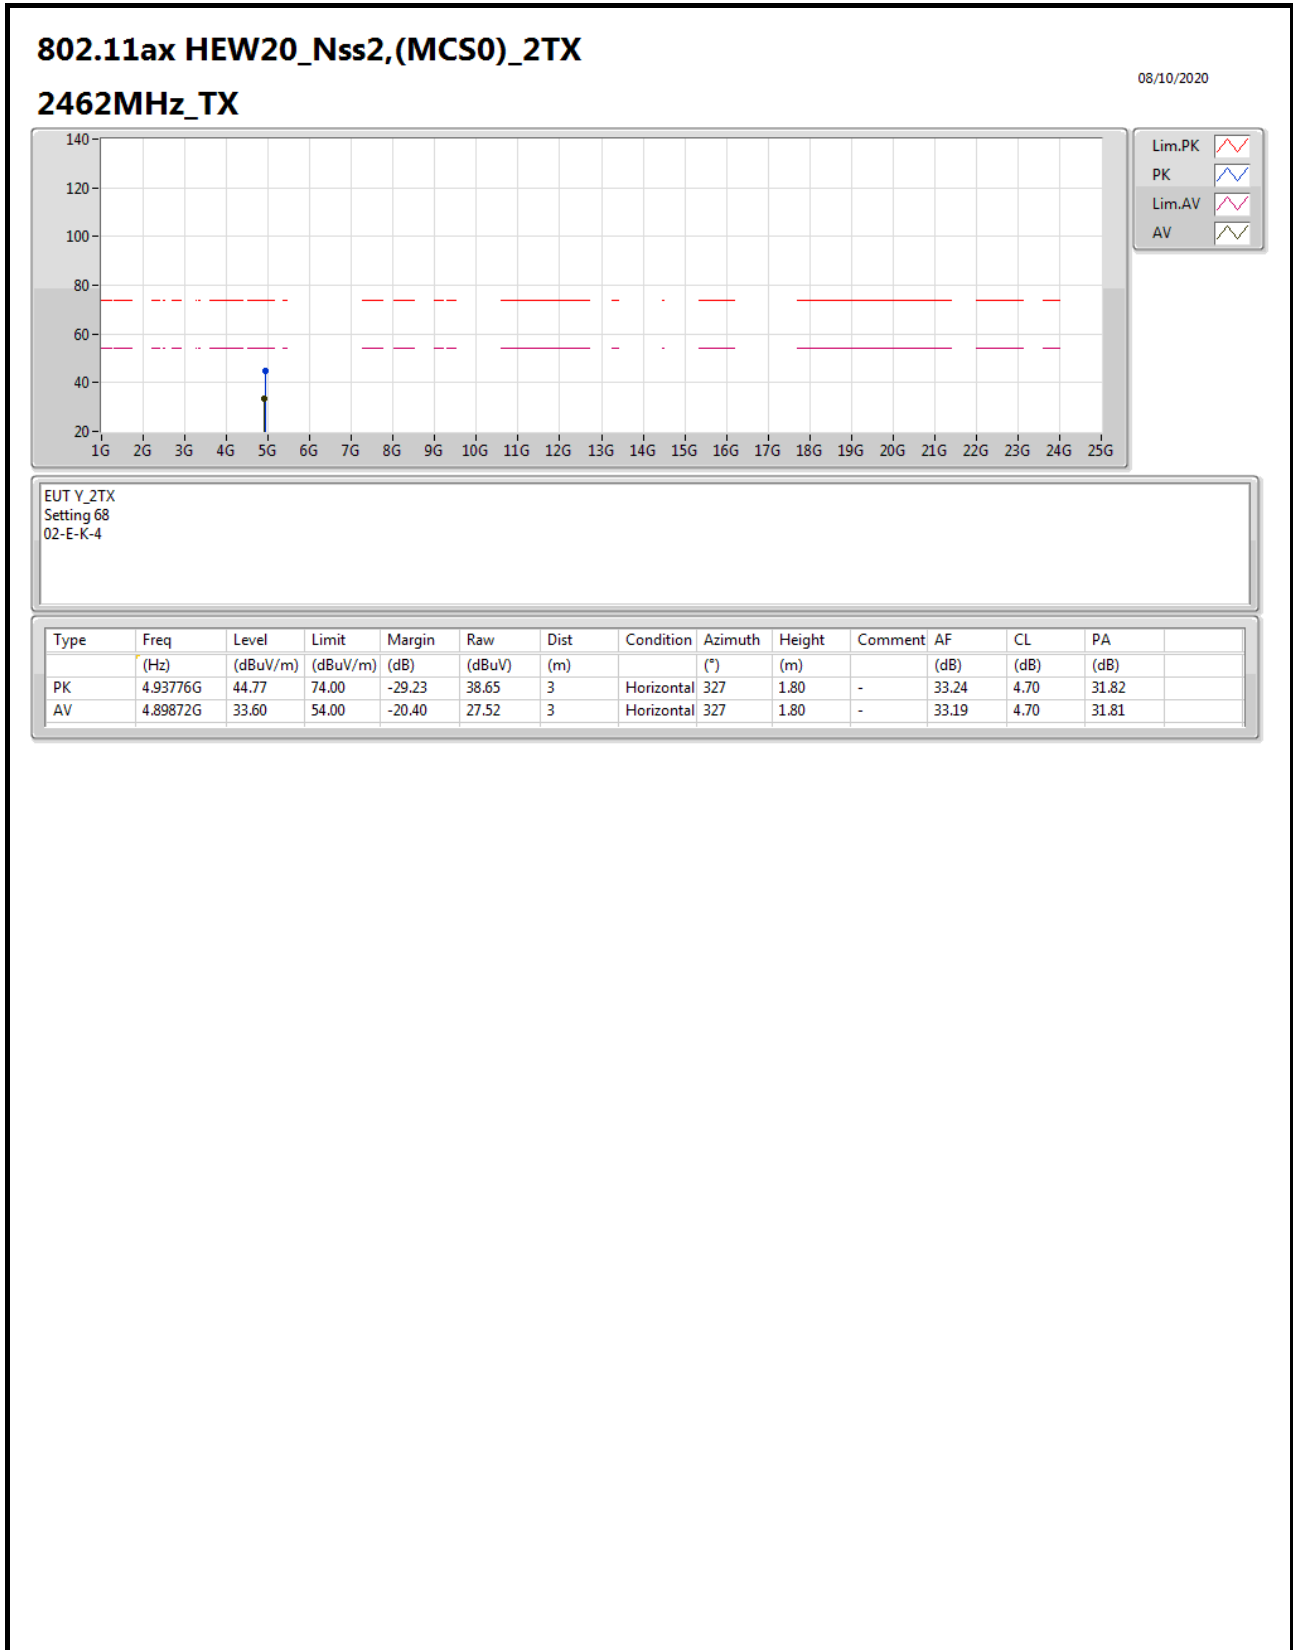 802.11ax HEW20_Nss2,(MCS0)_2TX
08/10/2020
2462MHz_TX
140
120
100
80
60
40
20
1G 2G 3G 4G 5G 6G 7G 8G 9G 10G 11G 12G 13G 14G 15G 16G 17G 18G 19G 20G 21G 22G 23G 24G 25G
Lim.PK
PK
Lim.AV
AV
EUT Y_2TX
Setting 68
02-E-K-4
Type Freq Level Limit Margin Raw Dist Condition Azimuth Height Comment AF CL PA
(Hz) (dBuV/m) (dBuV/m) (dB) (dBuV) (m) (°) (m) (dB) (dB) (dB)
PK 4.93776G 44.77 74.00 -29.23 38.65 3 Horizontal 327 1.80 - 33.24 4.70 31.82
AV 4.89872G 33.60 54.00 -20.40 27.52 3 Horizontal 327 1.80 - 33.19 4.70 31.81